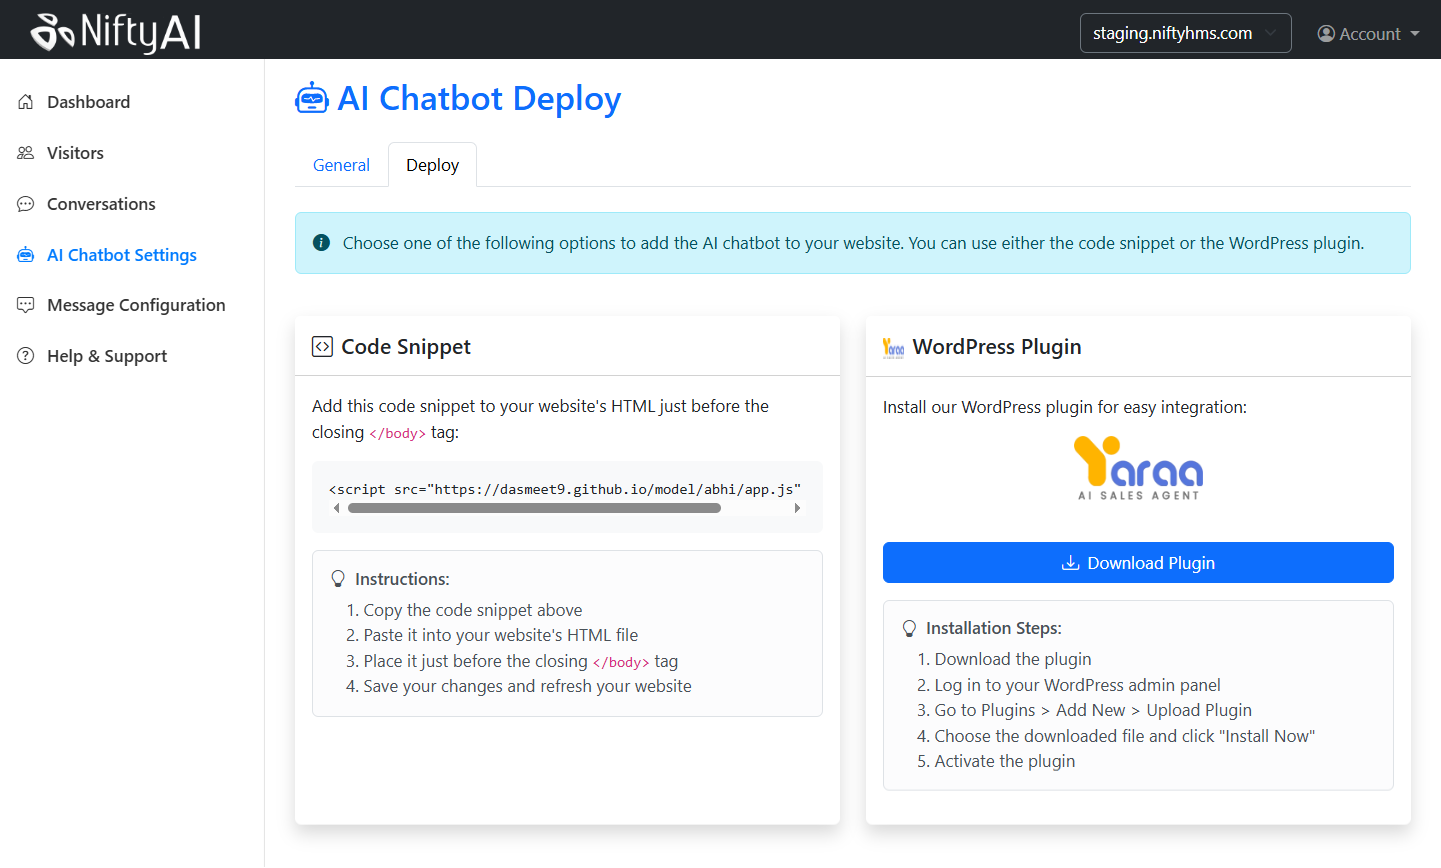 NiftyAI
staging.niftyhms.com
Account
Dashboard
Visitors
Conversations
AI Chatbot Settings
Message Configuration
Help & Support
AI Chatbot Deploy
General
Deploy
Choose one of the following options to add the AI chatbot to your website. You can use either the code snippet or the WordPress plugin.
Code Snippet
Add this code snippet to your website's HTML just before the
closing </body> tag:
<script src="https://dasmeet9.github.io/model/abhi/app.js"
Instructions:
1. Copy the code snippet above
2. Paste it into your website's HTML file
3. Place it just before the closing </body> tag
4. Save your changes and refresh your website
Yaraa
WordPress Plugin
Install our WordPress plugin for easy integration:
Yaraa
AI SALES AGENT
Download Plugin
Installation Steps:
1. Download the plugin
2. Log in to your WordPress admin panel
3. Go to Plugins > Add New > Upload Plugin
4. Choose the downloaded file and click "Install Now"
5. Activate the plugin